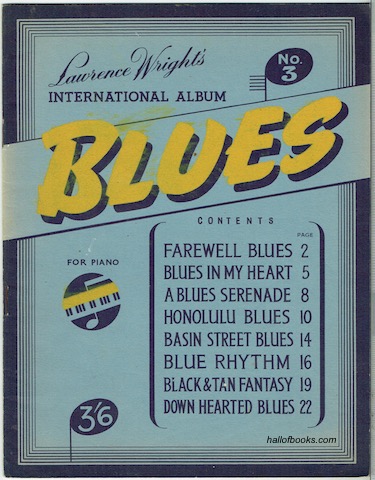 Lawrence Wright's
INTERNATIONAL ALBUM
No.
3
BLUES
CONTENTS
PAGE
FOR PIANO
FAREWELL BLUES 2
BLUES IN MY HEART 5
A BLUES SERENADE 8
HONOLULU BLUES 10
BASIN STREET BLUES 14
BLUE RHYTHM 16
BLACK & TAN FANTASY 19
DOWN HEARTED BLUES 22
3/6
hallofbooks.com